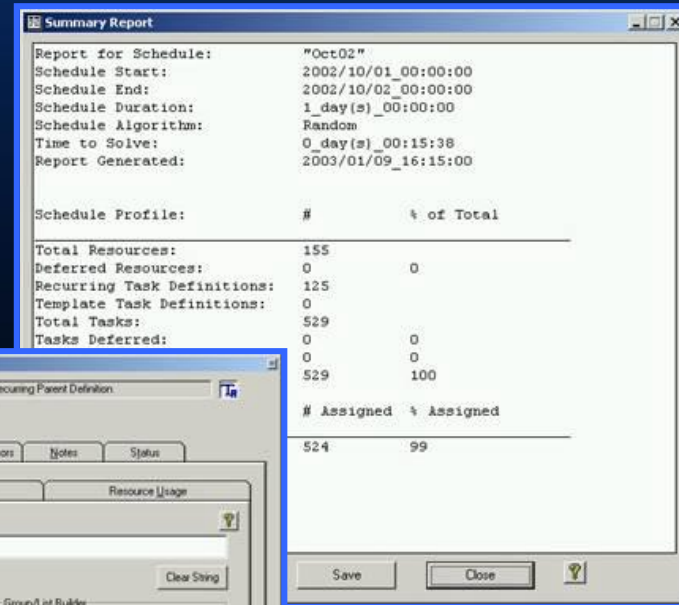 Summary Report
Report for Schedule: "Oct02"
Schedule Start: 2002/10/01_00:00:00
Schedule End: 2002/10/02_00:00:00
Schedule Duration: 1_day(s)_00:00:00
Schedule Algorithm: Random
Time to Solve: 0_day(s)_00:15:38
Report Generated: 2003/01/09_16:15:00
Schedule Profile: # % of Total
Total Resources: 155
Deferred Resources: 0 0
Recurring Task Definitions: 125
Template Task Definitions: 0
Total Tasks: 529
Tasks Deferred: 0 0
0 0
529 100
# Assigned % Assigned
524 99
Save Close ?
Parent Definition
Notes Status
Resource Usage
?
Clear String
Group/List Builder